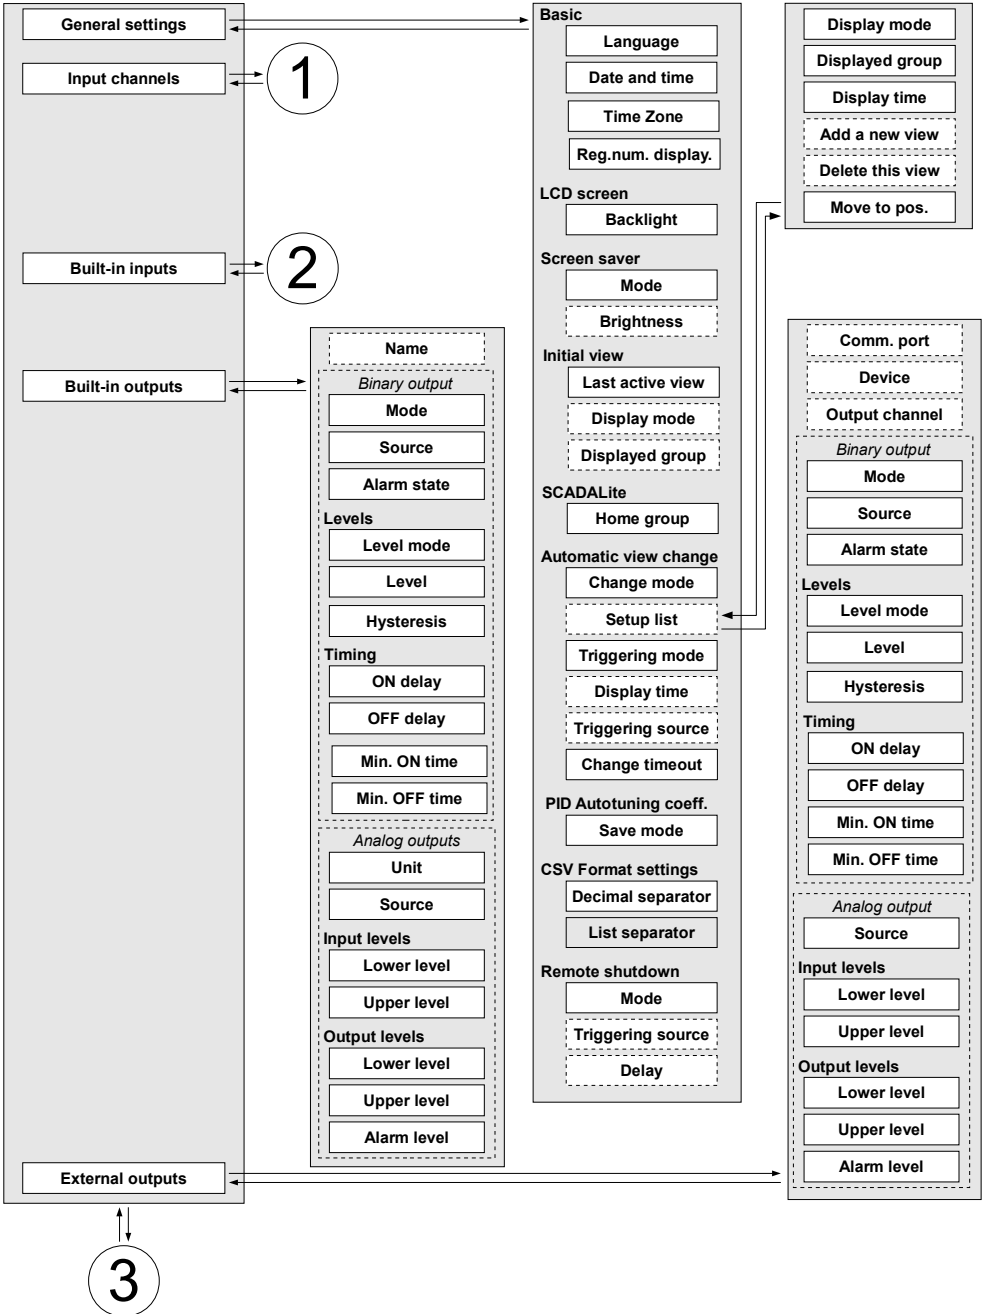 General settings
Input channels
1
Built-in inputs
2
Built-in outputs
External outputs
3
Name
Binary output
Mode
Source
Alarm state
Levels
Level mode
Level
Hysteresis
Timing
ON delay
OFF delay
Min. ON time
Min. OFF time
Analog outputs
Unit
Source
Input levels
Lower level
Upper level
Output levels
Lower level
Upper level
Alarm level
Basic
Language
Date and time
Time Zone
Reg.num. display.
LCD screen
Backlight
Screen saver
Mode
Brightness
Initial view
Last active view
Display mode
Displayed group
SCADALite
Home group
Automatic view change
Change mode
Setup list
Triggering mode
Display time
Triggering source
Change timeout
PID Autotuning coeff.
Save mode
CSV Format settings
Decimal separator
List separator
Remote shutdown
Mode
Triggering source
Delay
Display mode
Displayed group
Display time
Add a new view
Delete this view
Move to pos.
Comm. port
Device
Output channel
Binary output
Mode
Source
Alarm state
Levels
Level mode
Level
Hysteresis
Timing
ON delay
OFF delay
Min. ON time
Min. OFF time
Analog output
Source
Input levels
Lower level
Upper level
Output levels
Lower level
Upper level
Alarm level